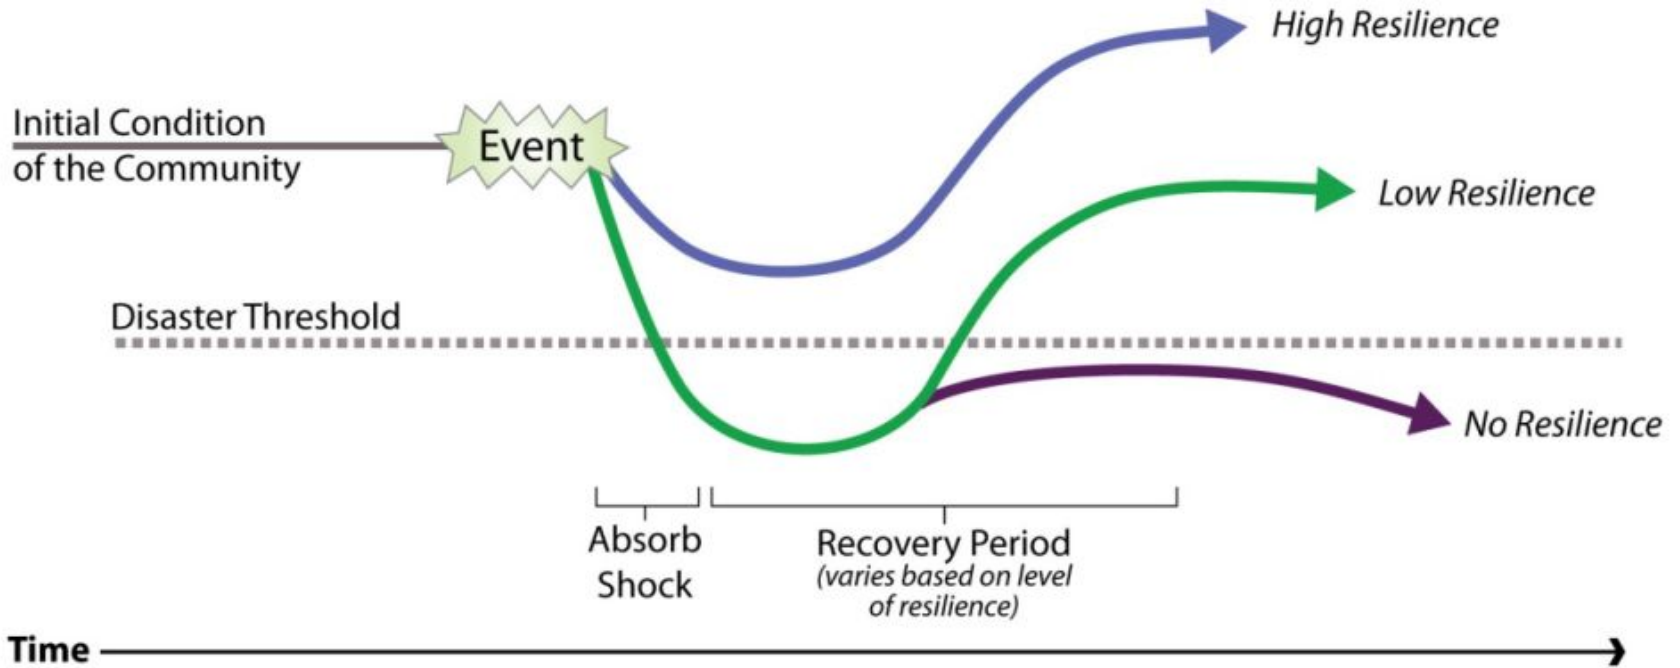 High Resilience
Initial Condition
of the Community
Event
Low Resilience
Disaster Threshold
No Resilience
Absorb
Shock
Recovery Period
(varies based on level
of resilience)
Time